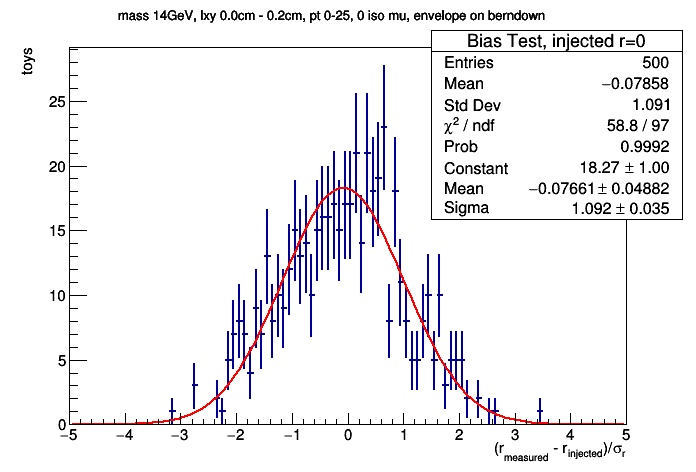 mass 14GeV, lxy 0.0cm - 0.2cm, pt 0-25, 0 iso mu, envelope on berndown
Bias Test, injected r=0
Entries 500
Mean −0.07858
Std Dev 1.091
χ² / ndf 58.8 / 97
Prob 0.9992
Constant 18.27 ± 1.00
Mean −0.07661 ± 0.04882
Sigma 1.092 ± 0.035
toys
25
20
15
10
5
0
−5 −4 −3 −2 −1 0 1 2 3 4 5
(r_measured - r_injected)/σ_r